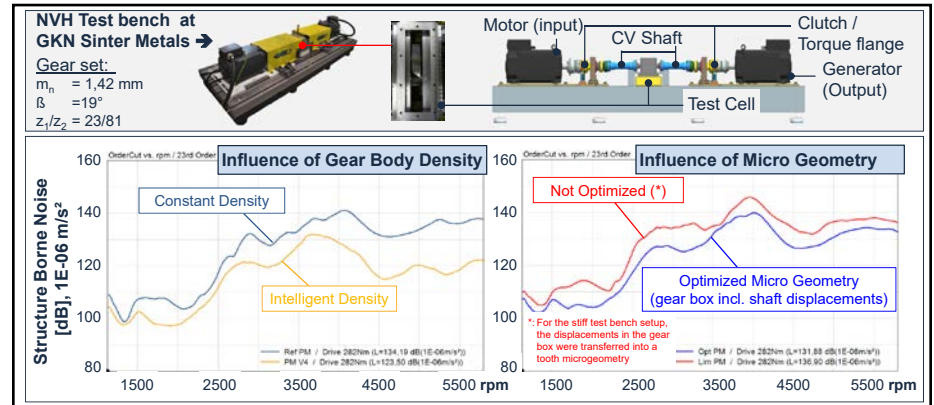 NVH Test bench at
GKN Sinter Metals ➔
Gear set:
mn = 1,42 mm
ß =19°
z1/z2 = 23/81
Motor (input)
CV Shaft
Clutch /
Torque flange
Generator
(Output)
Test Cell
Structure Borne Noise
[dB], 1E-06 m/s²
160
140
120
100
80
OrderCut vs. rpm / 23rd Order
Influence of Gear Body Density
Constant Density
Intelligent Density
Ref PM / Drive 282Nm (L=134,19 dB(1E-06m/s²))
PM V4 / Drive 282Nm (L=123,50 dB(1E-06m/s²))
1500 2500 3500 4500 5500 rpm
160
140
120
100
80
OrderCut vs. rpm / 23rd Order
Influence of Micro Geometry
Not Optimized (*)
Optimized Micro Geometry
(gear box incl. shaft displacements)
*: For the stiff test bench setup,
the displacements in the gear
box were transferred into a
tooth microgeometry
Opt PM / Drive 282Nm (L=131,88 dB(1E-06m/s²))
Lim PM / Drive 282Nm (L=136,90 dB(1E-06m/s²))
1500 2500 3500 4500 5500 rpm